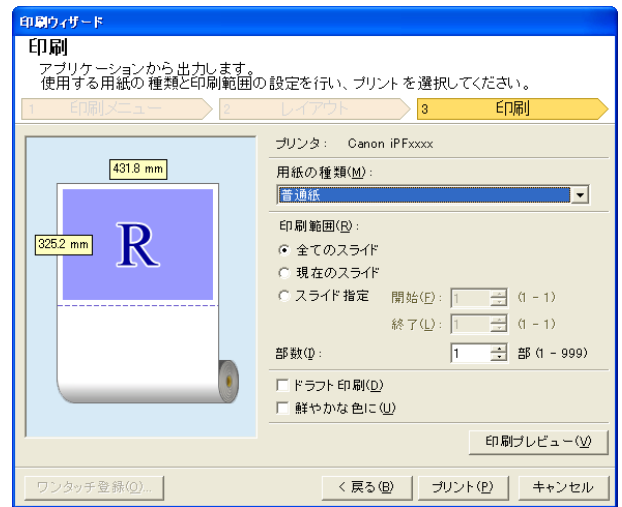 印刷ウィザード
印刷
アプリケーションから出力します。
使用する用紙の種類と印刷範囲の設定を行い、プリントを選択してください。
1 印刷メニュー 2 レイアウト 3 印刷
プリンタ： Canon iPFxxxx
431.8 mm
用紙の種類(M)：
普通紙
325.2 mm
R
印刷範囲(R)：
全てのスライド
現在のスライド
スライド指定 開始(F)： 1 (1 - 1)
終了(L)： 1 (1 - 1)
部数(I)： 1 部 (1 - 999)
ドラフト印刷(D)
鮮やかな色に(U)
印刷プレビュー(V)
ワンタッチ登録(O)... < 戻る(B) プリント(P) キャンセル